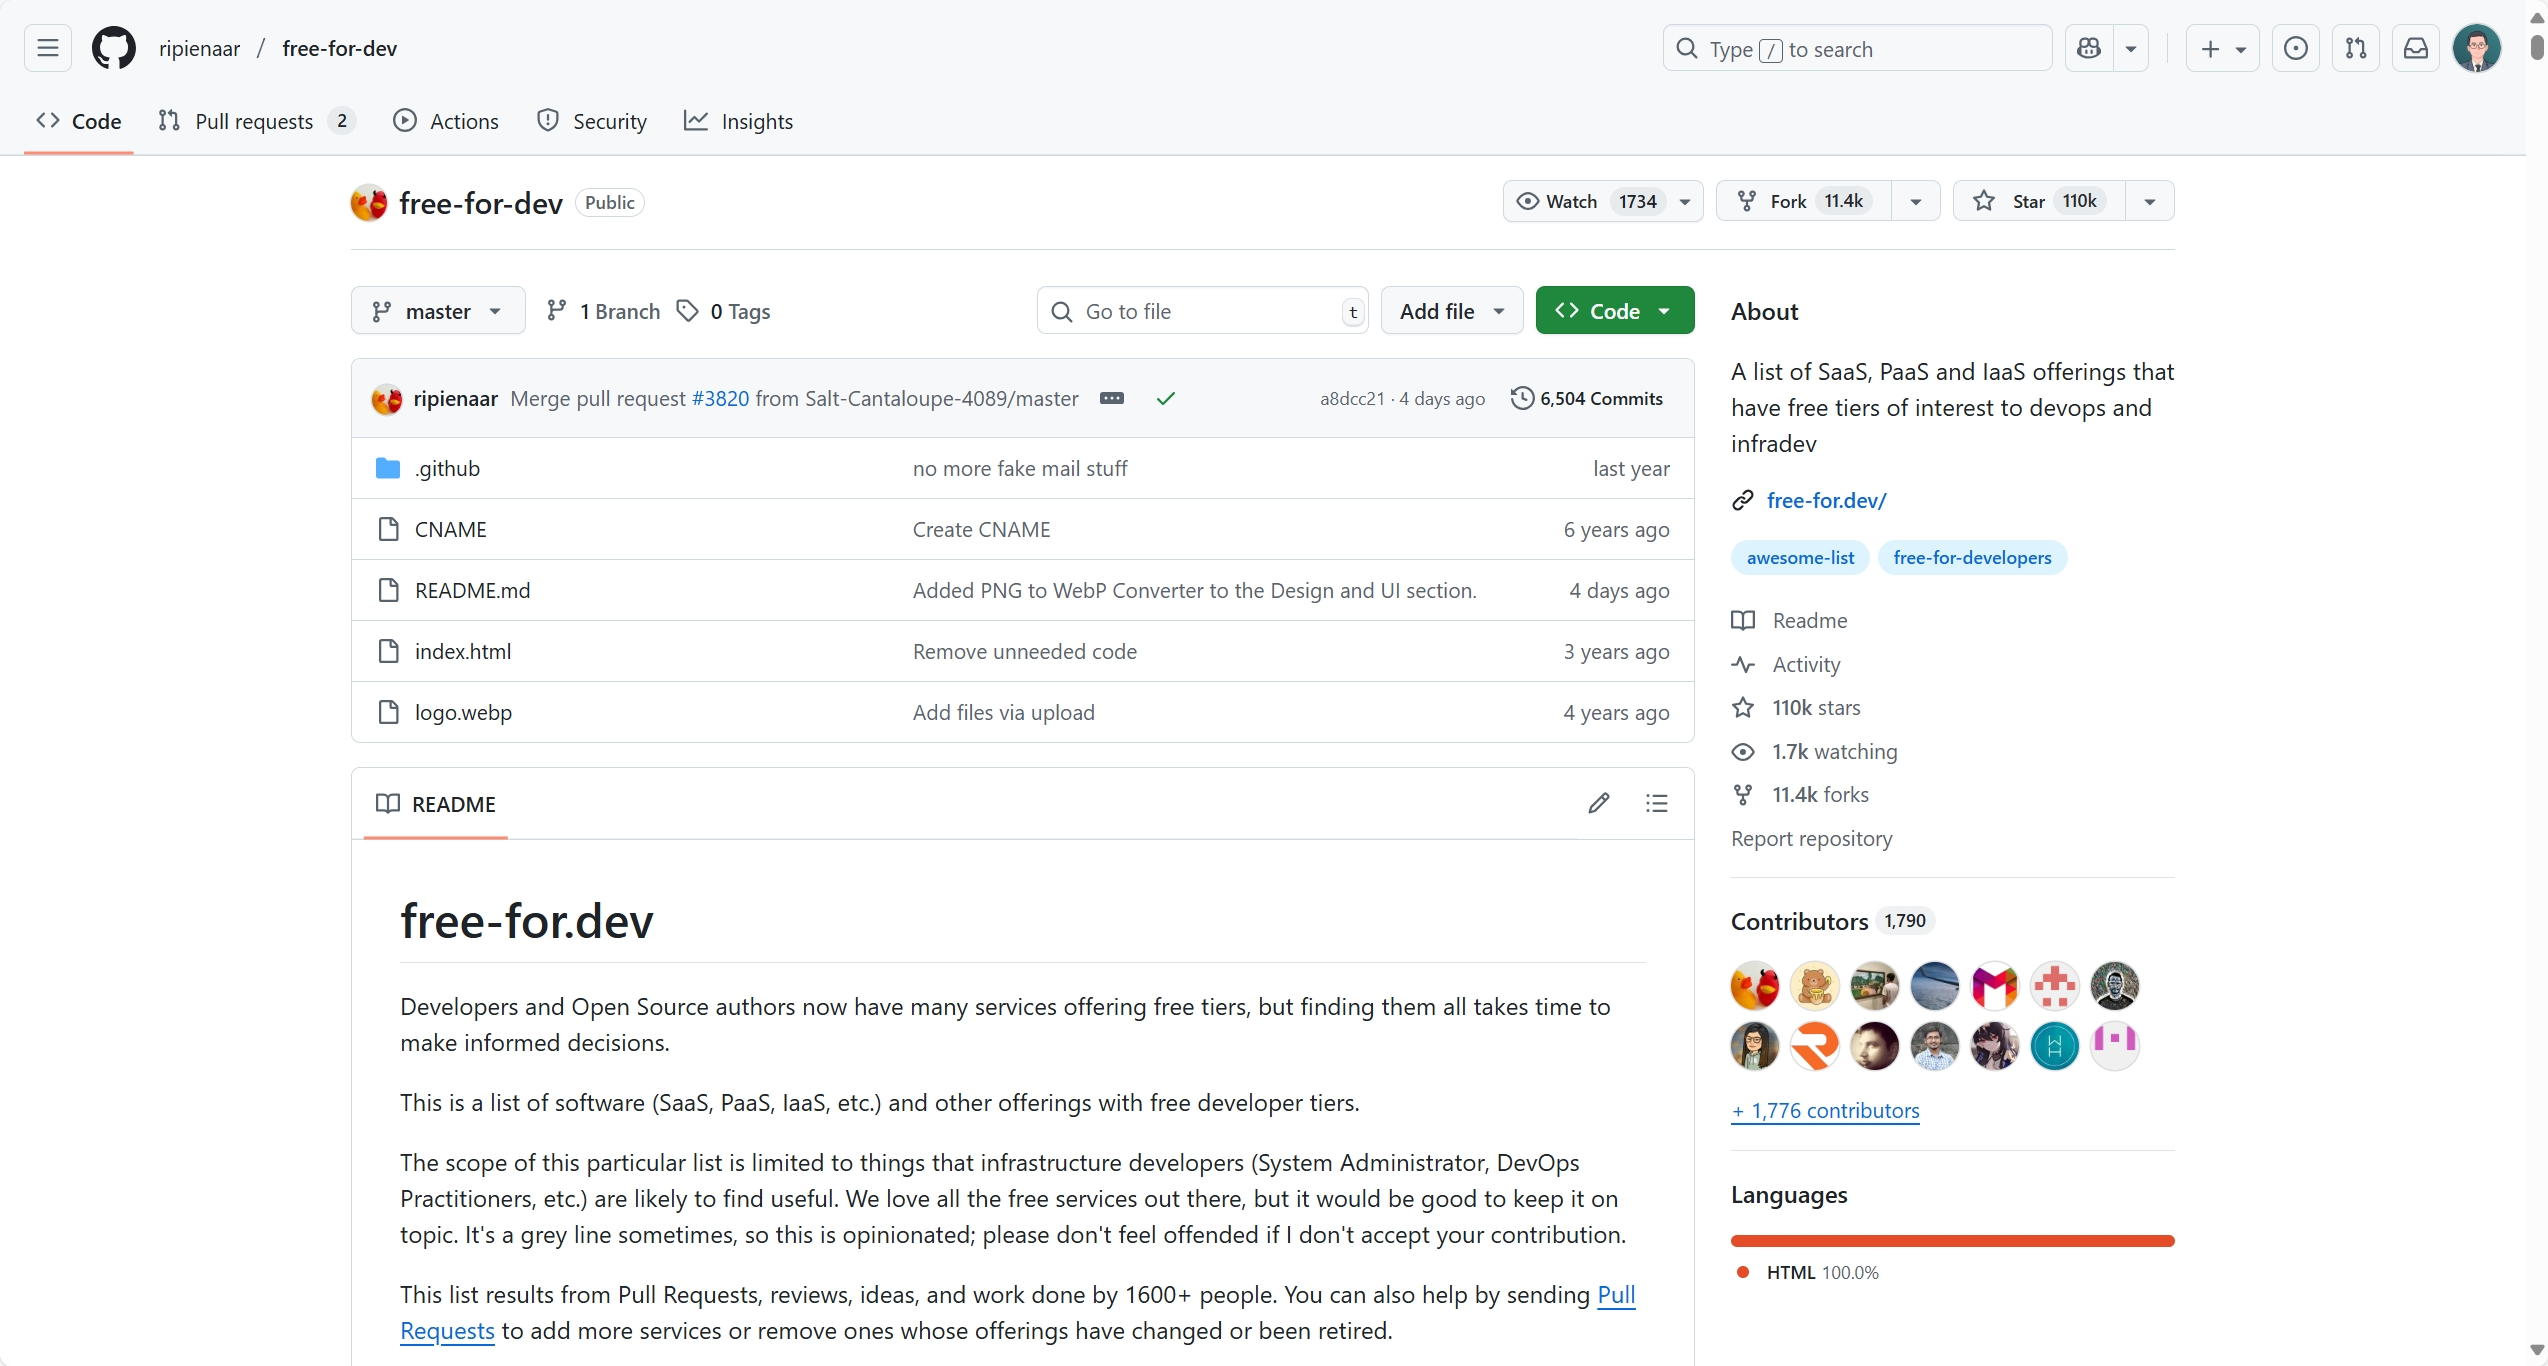 ripienaar / free-for-dev
Type / to search
Code
Pull requests 2
Actions
Security
Insights
free-for-dev Public
Watch 1734
Fork 11.4k
Star 110k
master
1 Branch
0 Tags
Go to file t
Add file
Code
ripienaar Merge pull request #3820 from Salt-Cantaloupe-4089/master
a8dcc21 · 4 days ago
6,504 Commits
.github no more fake mail stuff last year
CNAME Create CNAME 6 years ago
README.md Added PNG to WebP Converter to the Design and UI section. 4 days ago
index.html Remove unneeded code 3 years ago
logo.webp Add files via upload 4 years ago
README
free-for.dev
Developers and Open Source authors now have many services offering free tiers, but finding them all takes time to
make informed decisions.
This is a list of software (SaaS, PaaS, IaaS, etc.) and other offerings with free developer tiers.
The scope of this particular list is limited to things that infrastructure developers (System Administrator, DevOps
Practitioners, etc.) are likely to find useful. We love all the free services out there, but it would be good to keep it on
topic. It's a grey line sometimes, so this is opinionated; please don't feel offended if I don't accept your contribution.
This list results from Pull Requests, reviews, ideas, and work done by 1600+ people. You can also help by sending Pull
Requests to add more services or remove ones whose offerings have changed or been retired.
About
A list of SaaS, PaaS and IaaS offerings that
have free tiers of interest to devops and
infradev
free-for.dev/
awesome-list free-for-developers
Readme
Activity
110k stars
1.7k watching
11.4k forks
Report repository
Contributors 1,790
+ 1,776 contributors
Languages
HTML 100.0%